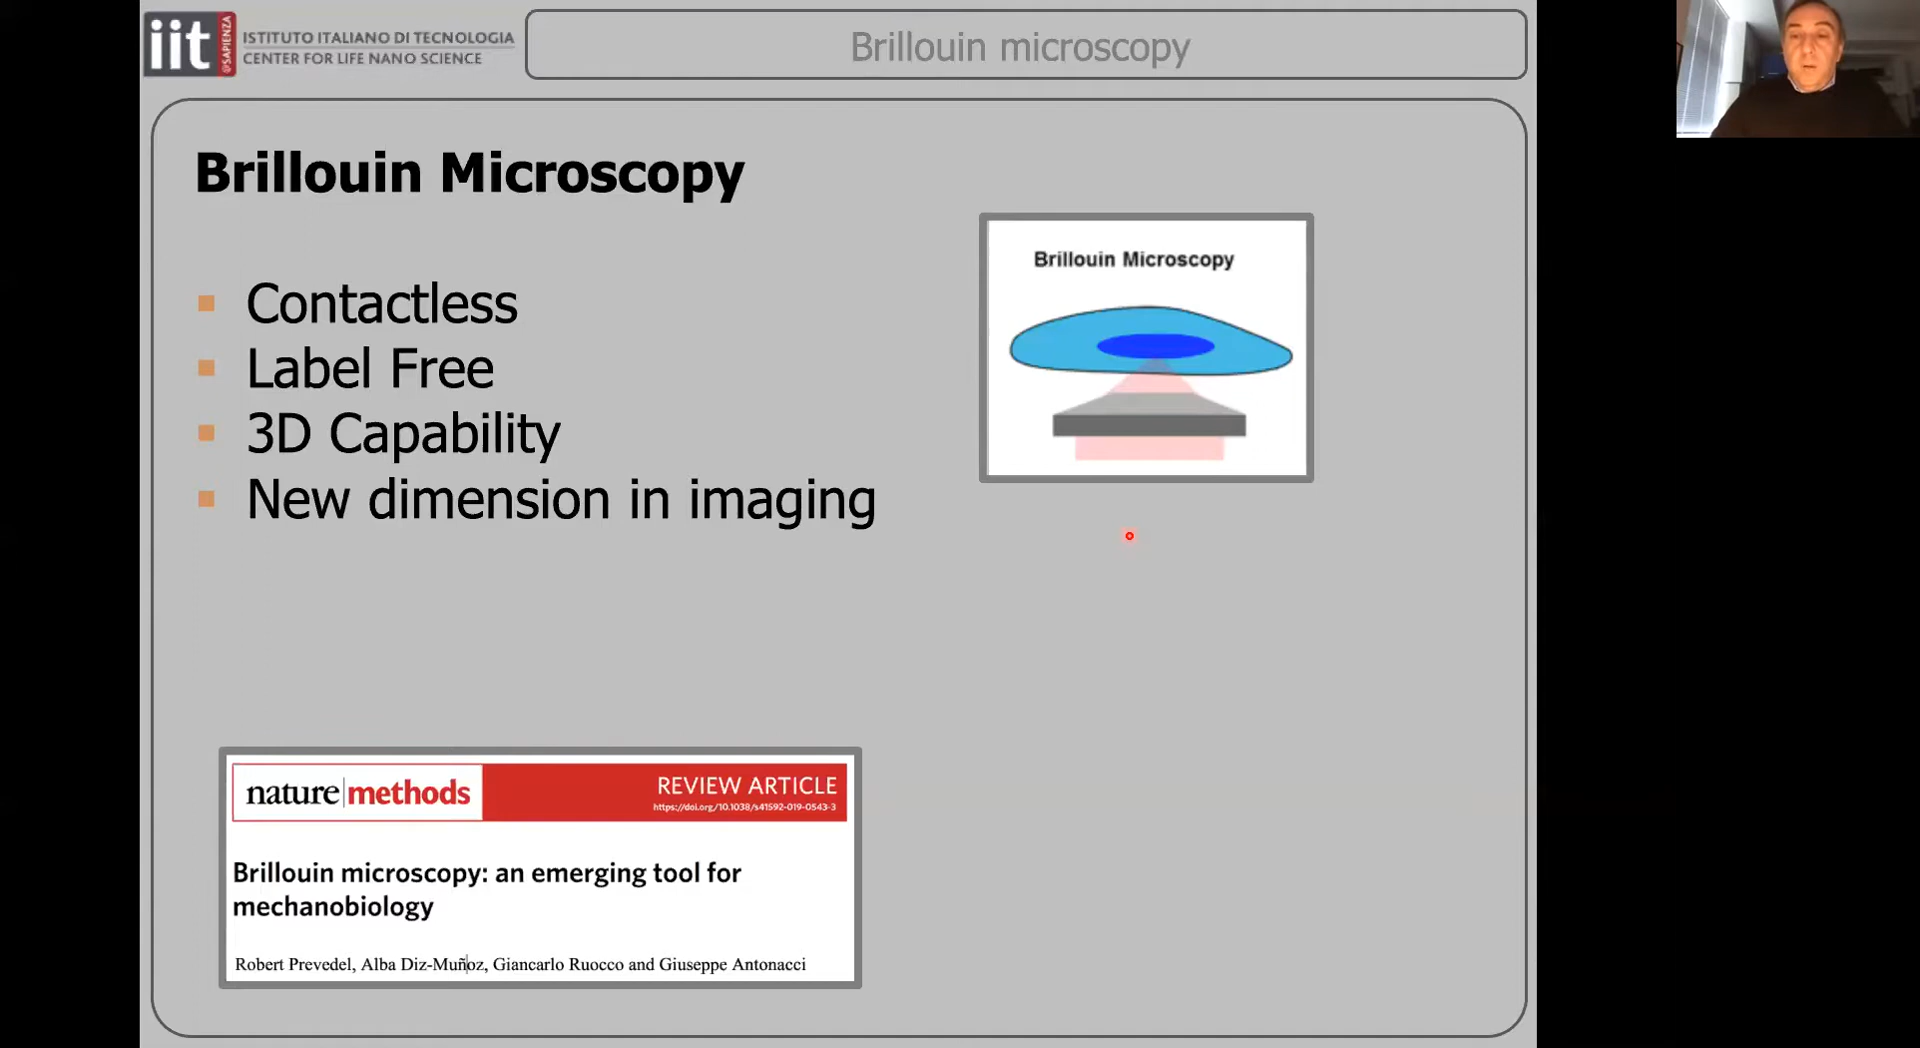 iit
@SAPIENZA
ISTITUTO ITALIANO DI TECNOLOGIA
CENTER FOR LIFE NANO SCIENCE
Brillouin microscopy
Brillouin Microscopy
Contactless
Label Free
3D Capability
New dimension in imaging
Brillouin Microscopy
nature|methods
REVIEW ARTICLE
https://doi.org/10.1038/s41592-019-0543-3
Brillouin microscopy: an emerging tool for
mechanobiology
Robert Prevedel, Alba Diz-Muñoz, Giancarlo Ruocco and Giuseppe Antonacci